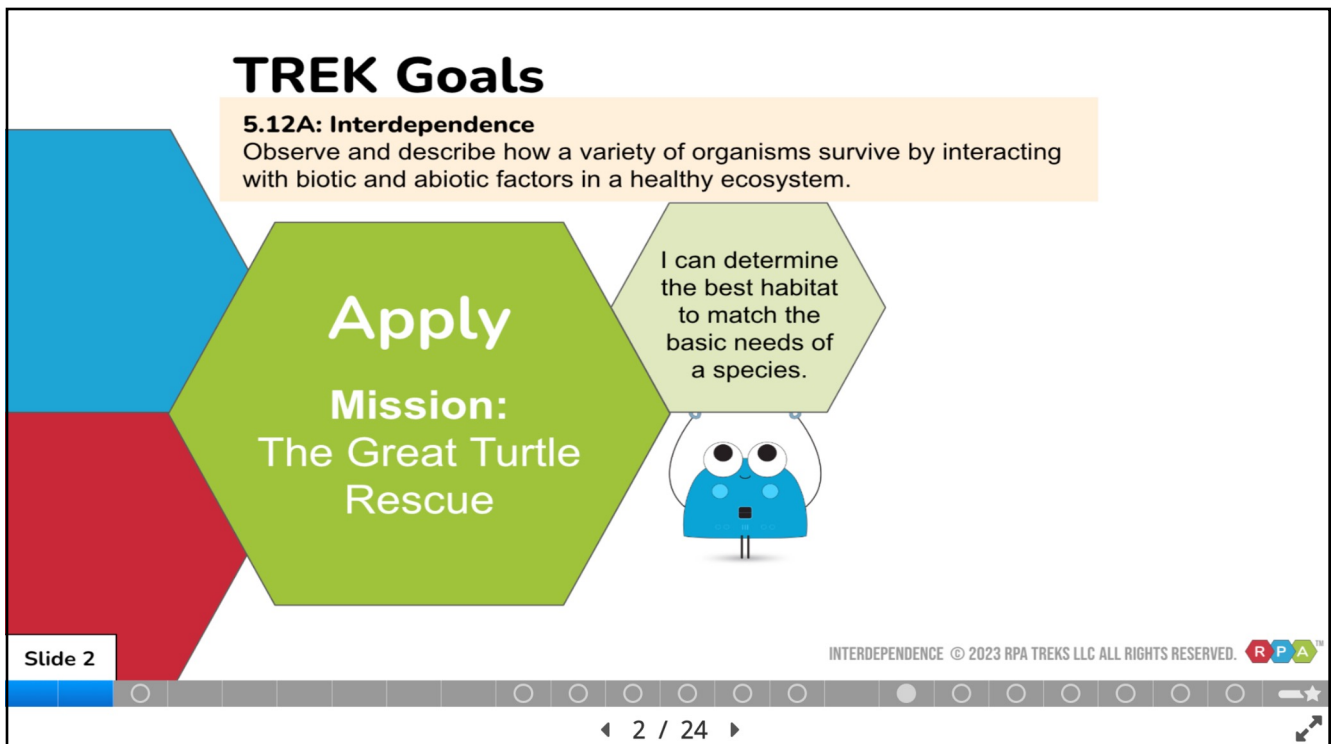 TREK Goals
5.12A: Interdependence
Observe and describe how a variety of organisms survive by interacting
with biotic and abiotic factors in a healthy ecosystem.
Apply
Mission:
The Great Turtle
Rescue
I can determine
the best habitat
to match the
basic needs of
a species.
Slide 2
INTERDEPENDENCE © 2023 RPA TREKS LLC ALL RIGHTS RESERVED.
R P A ™
2 / 24